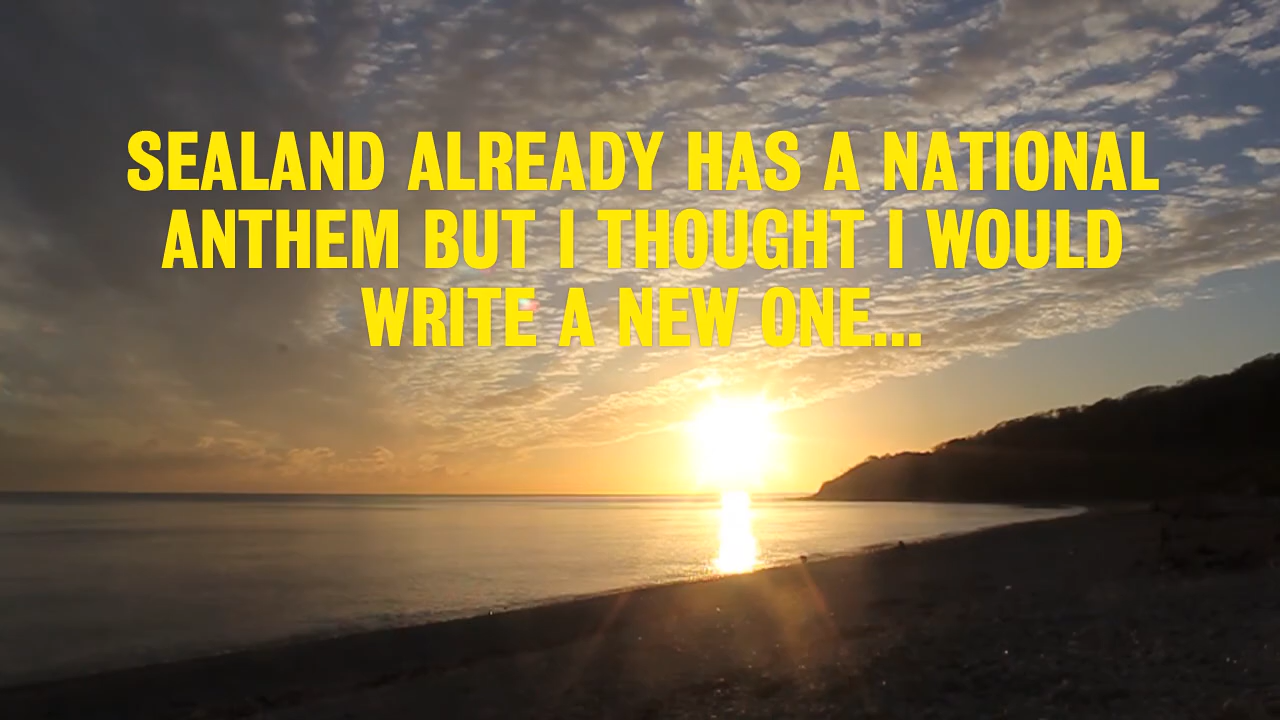 SEALAND ALREADY HAS A NATIONAL
ANTHEM BUT I THOUGHT I WOULD
WRITE A NEW ONE...